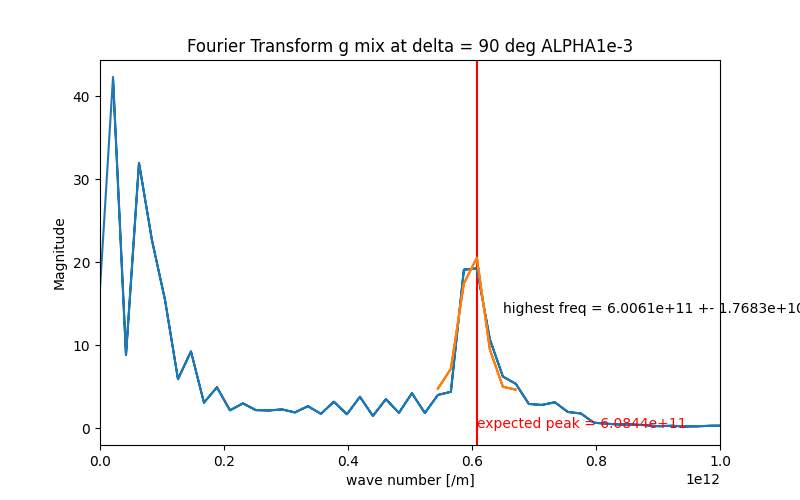 Fourier Transform g mix at delta = 90 deg ALPHA1e-3
Magnitude
40
30
20
10
0
highest freq = 6.0061e+11 +- 1.7683e+10
expected peak = 6.0844e+11
0.0 0.2 0.4 0.6 0.8 1.0
1e12
wave number [/m]